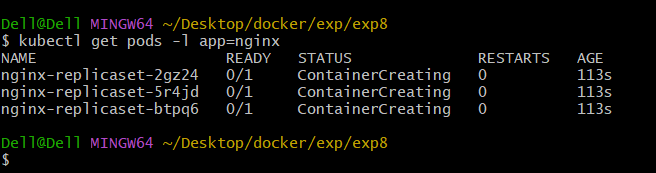 Dell@Dell MINGW64 ~/Desktop/docker/exp/exp8
$ kubectl get pods -l app=nginx
NAME                     READY   STATUS              RESTARTS   AGE
nginx-replicaset-2gz24   0/1     ContainerCreating   0          113s
nginx-replicaset-5r4jd   0/1     ContainerCreating   0          113s
nginx-replicaset-btpq6   0/1     ContainerCreating   0          113s
Dell@Dell MINGW64 ~/Desktop/docker/exp/exp8
$